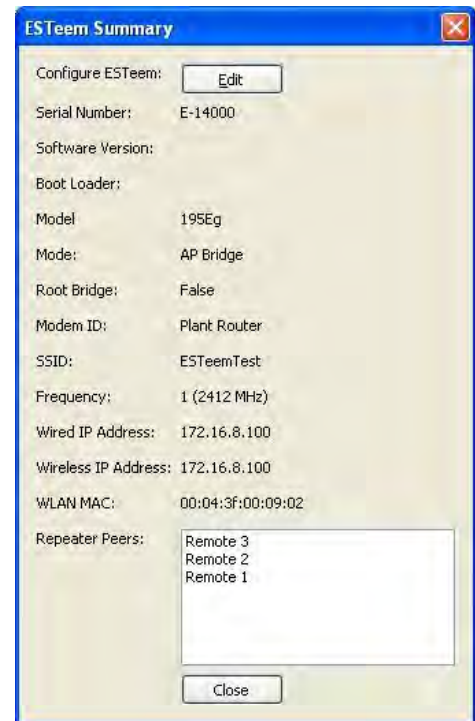 ESTeem Summary
Configure ESTeem: Edit
Serial Number: E-14000
Software Version:
Boot Loader:
Model 195Eg
Mode: AP Bridge
Root Bridge: False
Modem ID: Plant Router
SSID: ESTeemTest
Frequency: 1 (2412 MHz)
Wired IP Address: 172.16.8.100
Wireless IP Address: 172.16.8.100
WLAN MAC: 00:04:3f:00:09:02
Repeater Peers: Remote 3
Remote 2
Remote 1
Close